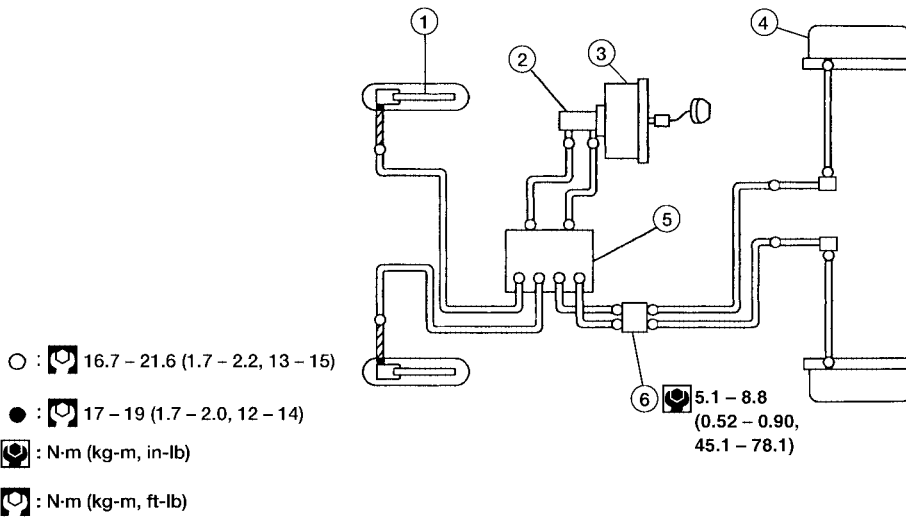 1
2
3
4
5
6
5.1 – 8.8
(0.52 – 0.90,
45.1 – 78.1)
: 16.7 – 21.6 (1.7 – 2.2, 13 – 15)
: 17 – 19 (1.7 – 2.0, 12 – 14)
: N·m (kg-m, in-lb)
: N·m (kg-m, ft-lb)